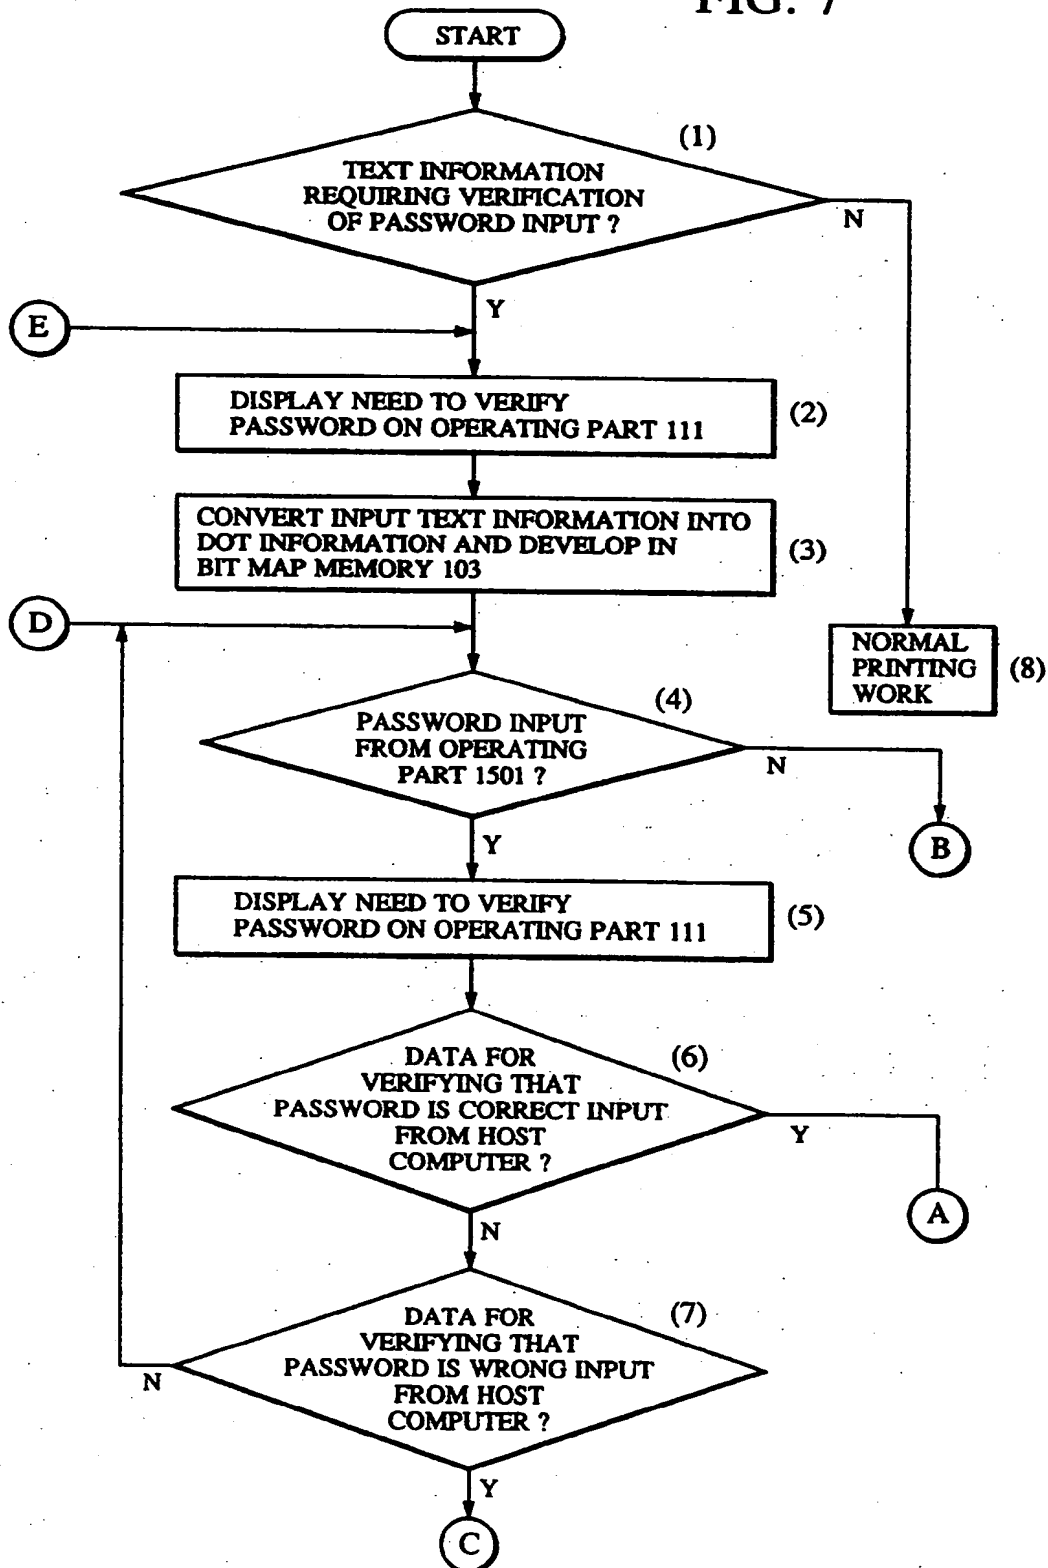 FIG. 7
START
(1)
TEXT INFORMATION
REQUIRING VERIFICATION
OF PASSWORD INPUT ?
N
Y
E
DISPLAY NEED TO VERIFY
PASSWORD ON OPERATING PART 111
(2)
CONVERT INPUT TEXT INFORMATION INTO
DOT INFORMATION AND DEVELOP IN
BIT MAP MEMORY 103
(3)
D
NORMAL
PRINTING
WORK
(8)
(4)
PASSWORD INPUT
FROM OPERATING
PART 1501 ?
N
B
Y
DISPLAY NEED TO VERIFY
PASSWORD ON OPERATING PART 111
(5)
(6)
DATA FOR
VERIFYING THAT
PASSWORD IS CORRECT INPUT
FROM HOST
COMPUTER ?
Y
A
N
(7)
DATA FOR
VERIFYING THAT
PASSWORD IS WRONG INPUT
FROM HOST
COMPUTER ?
N
Y
C